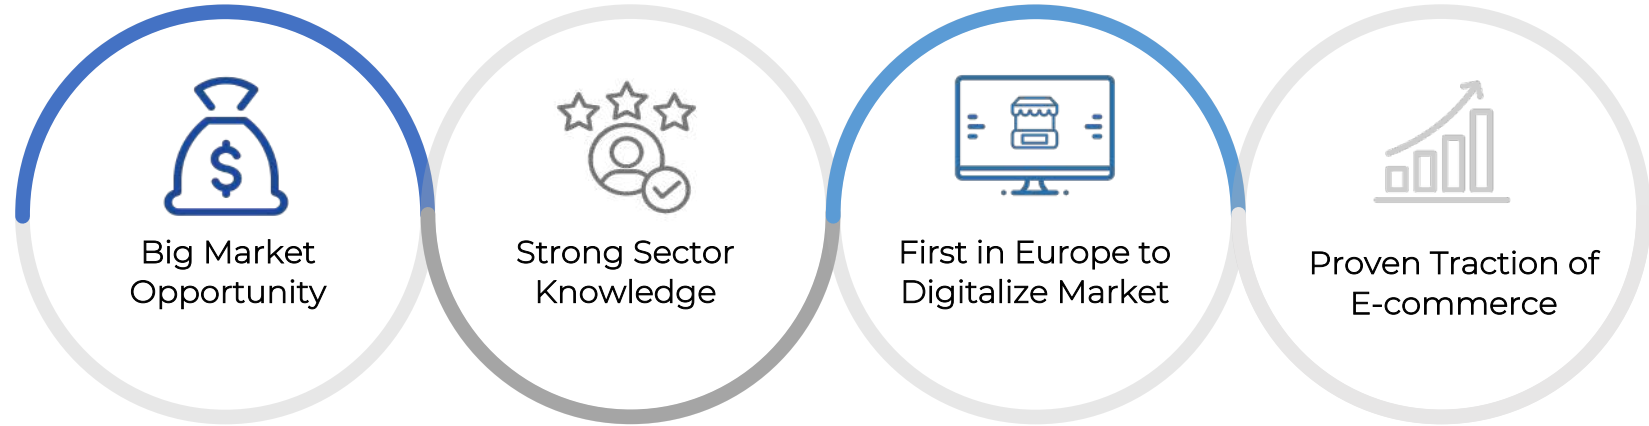 $
Big Market
Opportunity
Strong Sector
Knowledge
First in Europe to
Digitalize Market
Proven Traction of
E-commerce